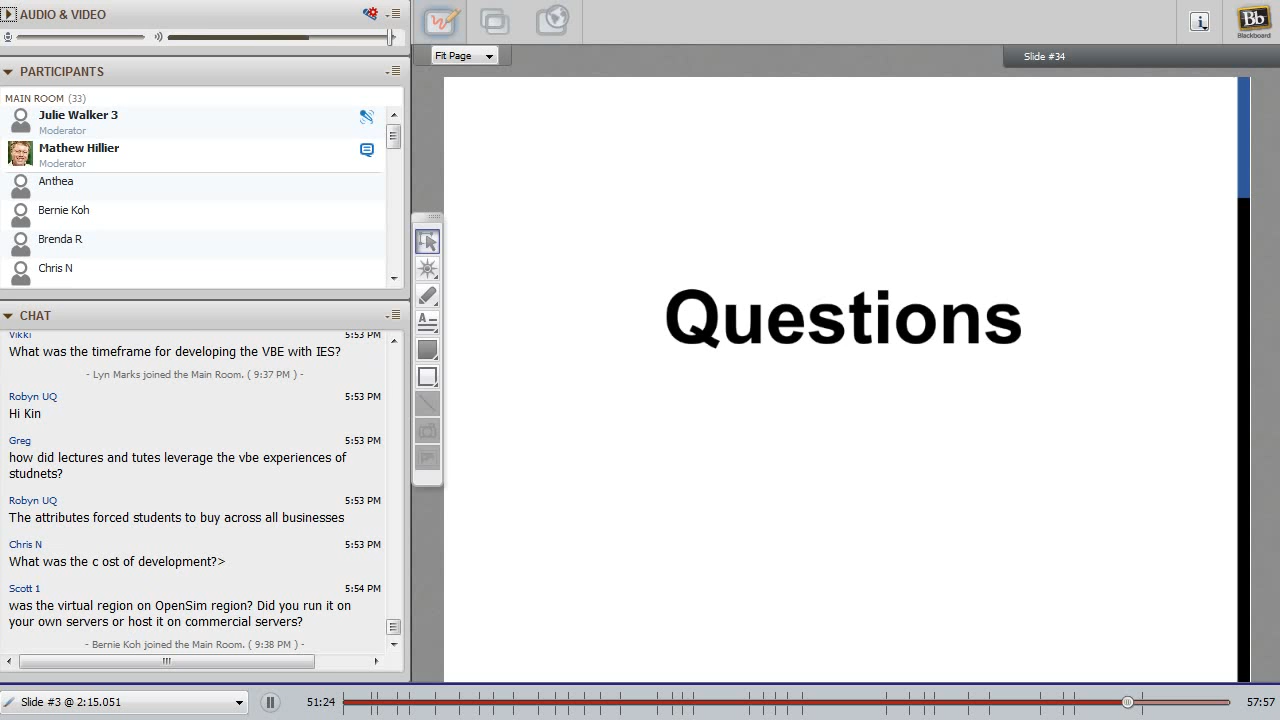 AUDIO & VIDEO
PARTICIPANTS
MAIN ROOM (33)
Julie Walker 3
Moderator
Mathew Hillier
Moderator
Anthea
Bernie Koh
Brenda R
Chris N
CHAT
Vikki 5:53 PM
What was the timeframe for developing the VBE with IES?
- Lyn Marks joined the Main Room. ( 9:37 PM ) -
Robyn UQ 5:53 PM
Hi Kin
Greg 5:53 PM
how did lectures and tutes leverage the vbe experiences of
studnets?
Robyn UQ 5:53 PM
The attributes forced students to buy across all businesses
Chris N 5:53 PM
What was the c ost of development?>
Scott 1 5:54 PM
was the virtual region on OpenSim region? Did you run it on
your own servers or host it on commercial servers?
- Bernie Koh joined the Main Room. ( 9:38 PM ) -
Fit Page
Slide #34
Bb
Blackboard
Questions
Slide #3 @ 2:15.051
51:24
57:57